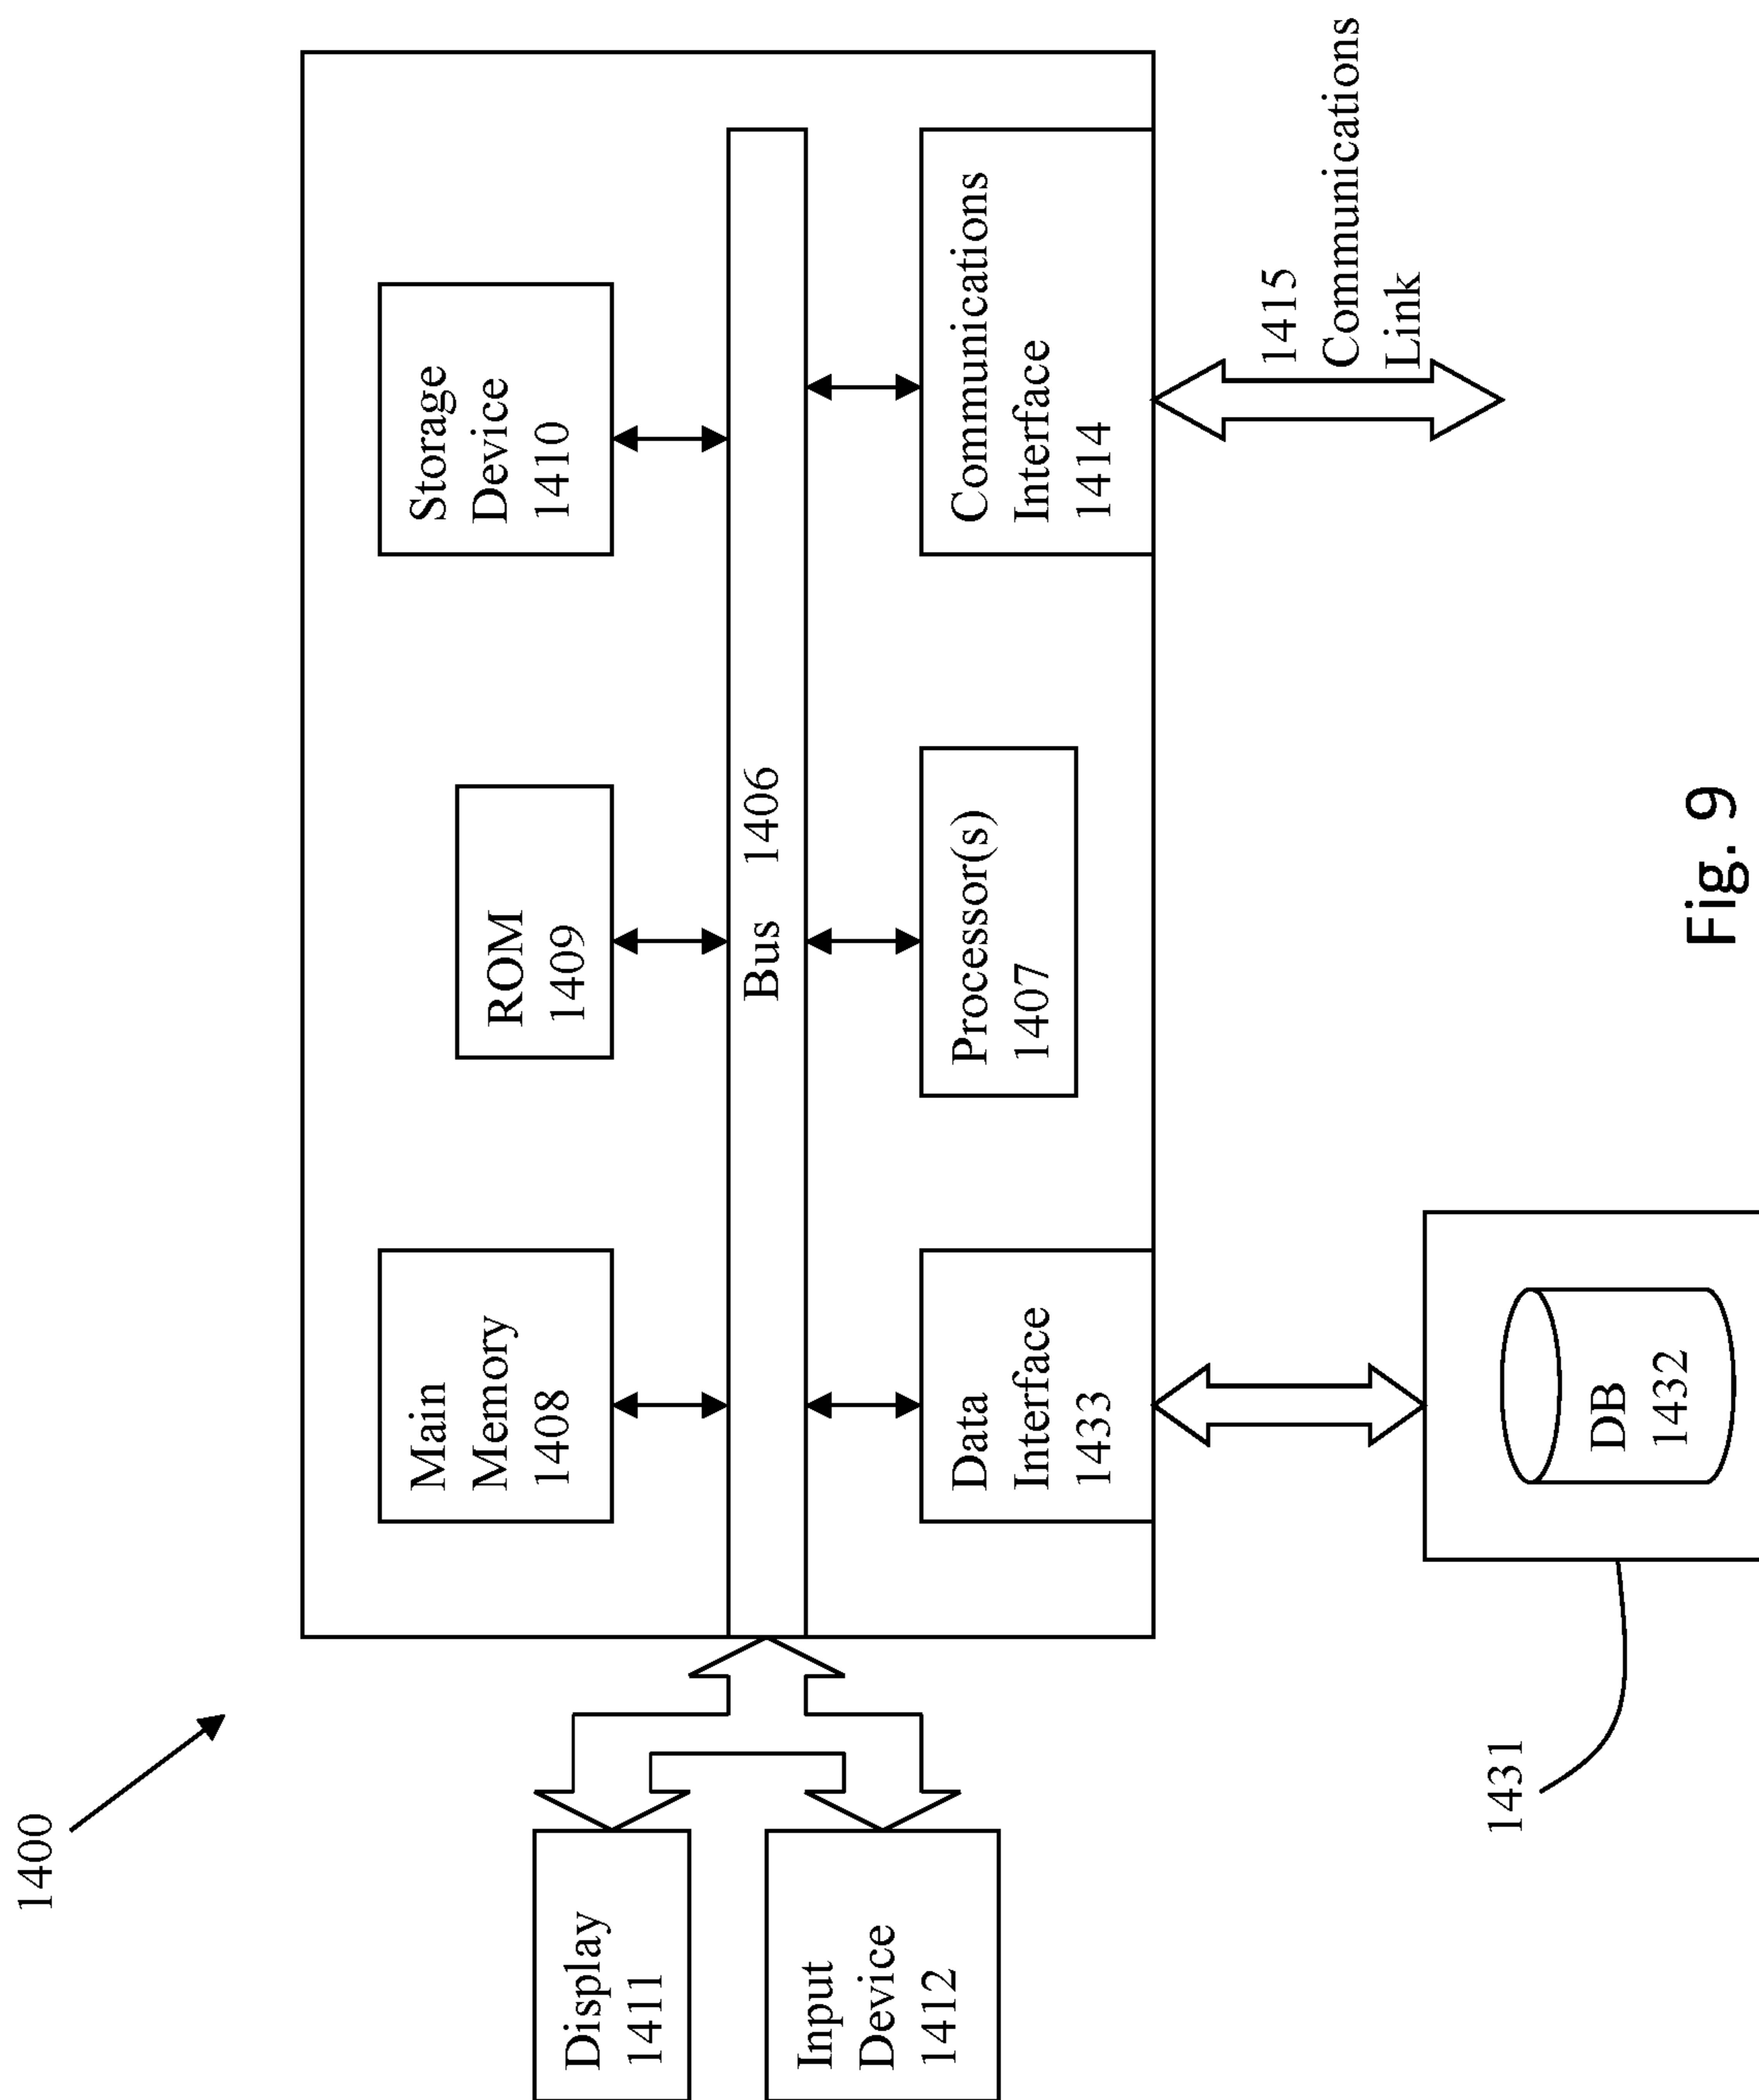 1400
Main
Memory
1408
ROM
1409
Storage
Device
1410
Display
1411
Bus 1406
Input
Device
1412
Data
Interface
1433
Processor(s)
1407
Communications
Interface
1414
1415
Communications
Link
1431
DB
1432
Fig. 9